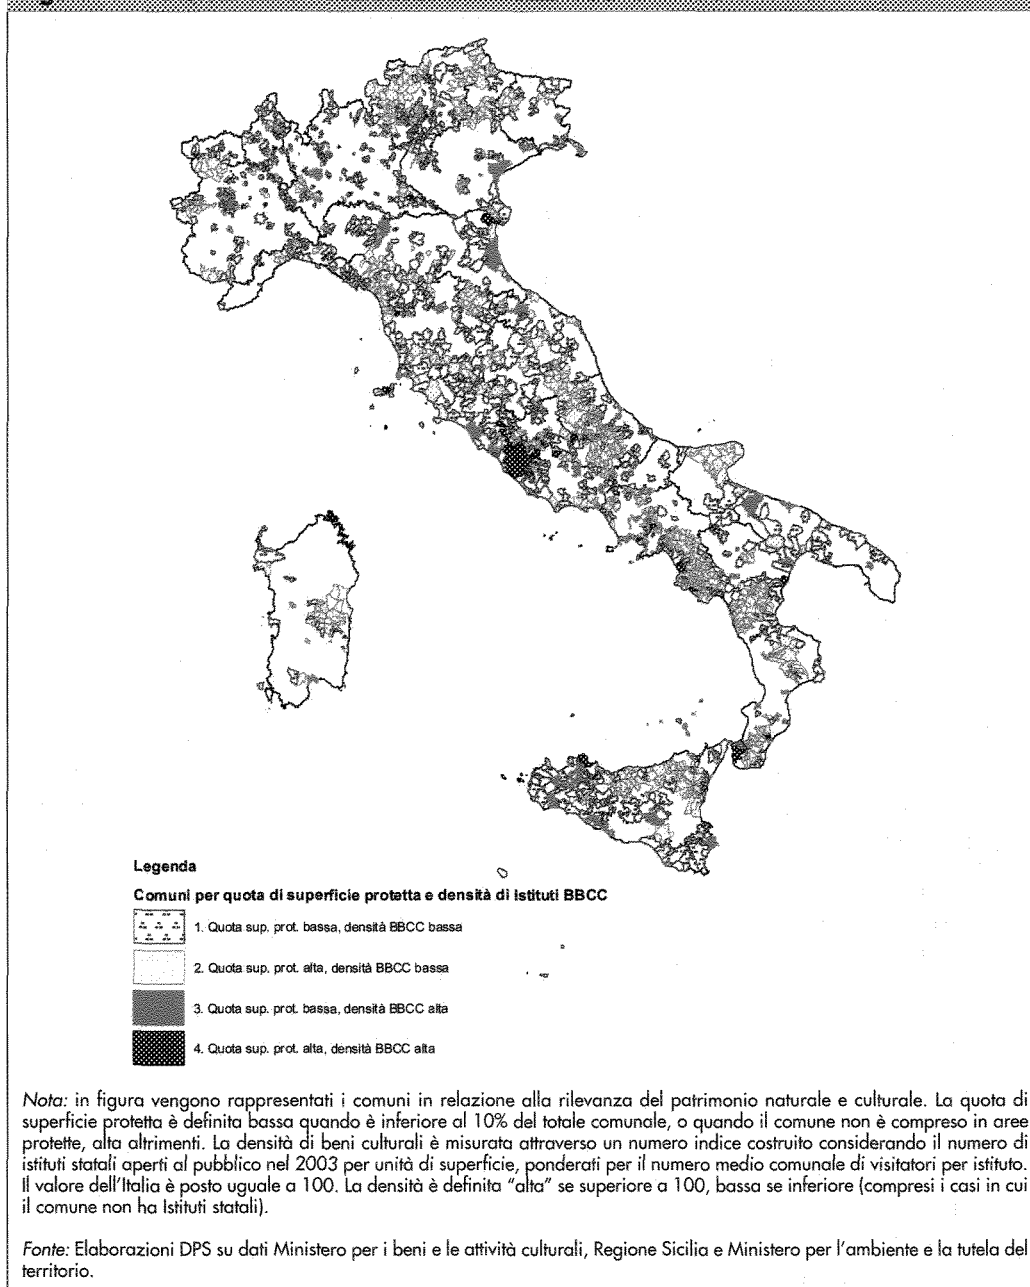 Legenda
Comuni per quota di superficie protetta e densità di Istituti BBCC
1. Quota sup. prot. bassa, densità BBCC bassa
2. Quota sup. prot. alta, densità BBCC bassa
3. Quota sup. prot. bassa, densità BBCC alta
4. Quota sup. prot. alta, densità BBCC alta
Nota: in figura vengono rappresentati i comuni in relazione alla rilevanza del patrimonio naturale e culturale. La quota di
superficie protetta è definita bassa quando è inferiore al 10% del totale comunale, o quando il comune non è compreso in aree
protette, alta altrimenti. La densità di beni culturali è misurata attraverso un numero indice costruito considerando il numero di
istituti statali aperti al pubblico nel 2003 per unità di superficie, ponderati per il numero medio comunale di visitatori per istituto.
Il valore dell'Italia è posto uguale a 100. La densità è definita "alta" se superiore a 100, bassa se inferiore (compresi i casi in cui
il comune non ha Istituti statali).
Fonte: Elaborazioni DPS su dati Ministero per i beni e le attività culturali, Regione Sicilia e Ministero per l'ambiente e la tutela del
territorio.